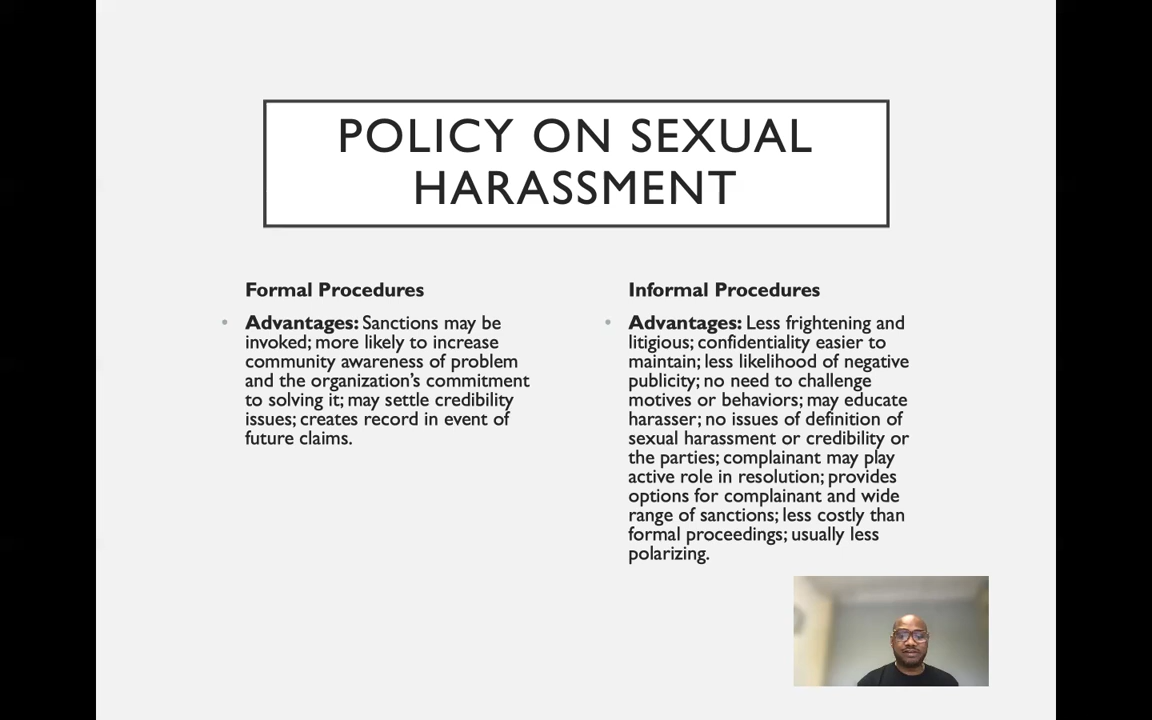 POLICY ON SEXUAL
HARASSMENT
Formal Procedures
• Advantages: Sanctions may be
invoked; more likely to increase
community awareness of problem
and the organization’s commitment
to solving it; may settle credibility
issues; creates record in event of
future claims.
Informal Procedures
• Advantages: Less frightening and
litigious; confidentiality easier to
maintain; less likelihood of negative
publicity; no need to challenge
motives or behaviors; may educate
harasser; no issues of definition of
sexual harassment or credibility or
the parties; complainant may play
active role in resolution; provides
options for complainant and wide
range of sanctions; less costly than
formal proceedings; usually less
polarizing.